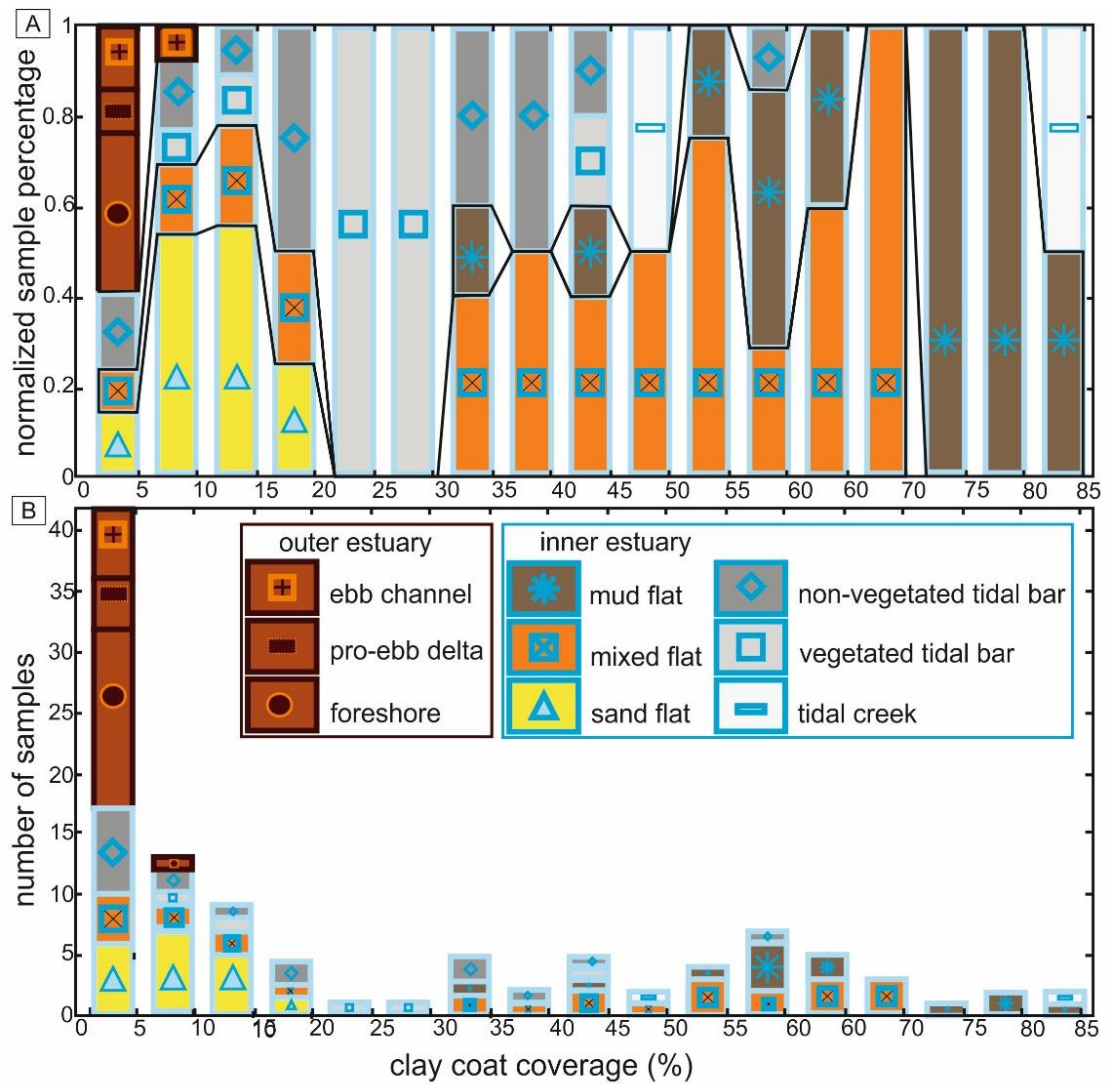 A
1
0.8
0.6
0.4
0.2
0
normalized sample percentage
0 5 10 15 20 25 30 35 40 45 50 55 60 60 70 75 80 85
B
40
35
30
25
20
15
10
5
0
number of samples
outer estuary
ebb channel
pro-ebb delta
foreshore
inner estuary
mud flat
mixed flat
sand flat
non-vegetated tidal bar
vegetated tidal bar
tidal creek
0 5 10 15 20 25 30 35 40 45 50 55 60 60 70 75 80 85
clay coat coverage (%)